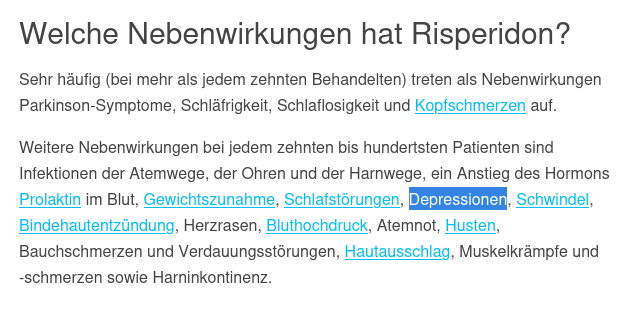 Welche Nebenwirkungen hat Risperidon?
Sehr häufig (bei mehr als jedem zehnten Behandelten) treten als Nebenwirkungen
Parkinson-Symptome, Schläfrigkeit, Schlaflosigkeit und Kopfschmerzen auf.
Weitere Nebenwirkungen bei jedem zehnten bis hundertsten Patienten sind
Infektionen der Atemwege, der Ohren und der Harnwege, ein Anstieg des Hormons
Prolaktin im Blut, Gewichtszunahme, Schlafstörungen, Depressionen, Schwindel,
Bindehautentzündung, Herzrasen, Bluthochdruck, Atemnot, Husten,
Bauchschmerzen und Verdauungsstörungen, Hautausschlag, Muskelkrämpfe und
-schmerzen sowie Harninkontinenz.